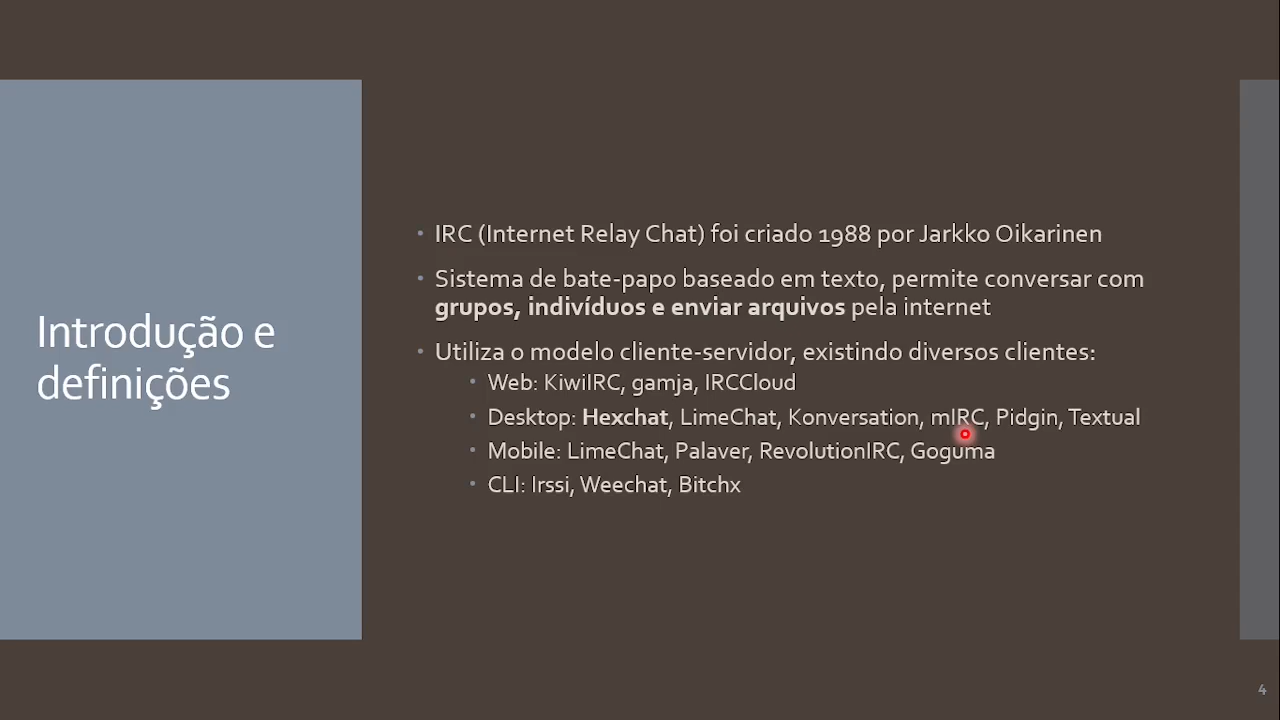 Introdução e
definições
• IRC (Internet Relay Chat) foi criado 1988 por Jarkko Oikarinen
• Sistema de bate-papo baseado em texto, permite conversar com
grupos, indivíduos e enviar arquivos pela internet
• Utiliza o modelo cliente-servidor, existindo diversos clientes:
• Web: KiwiIRC, gamja, IRCCloud
• Desktop: Hexchat, LimeChat, Konversation, mIRC, Pidgin, Textual
• Mobile: LimeChat, Palaver, RevolutionIRC, Goguma
• CLI: Irssi, Weechat, Bitchx
4